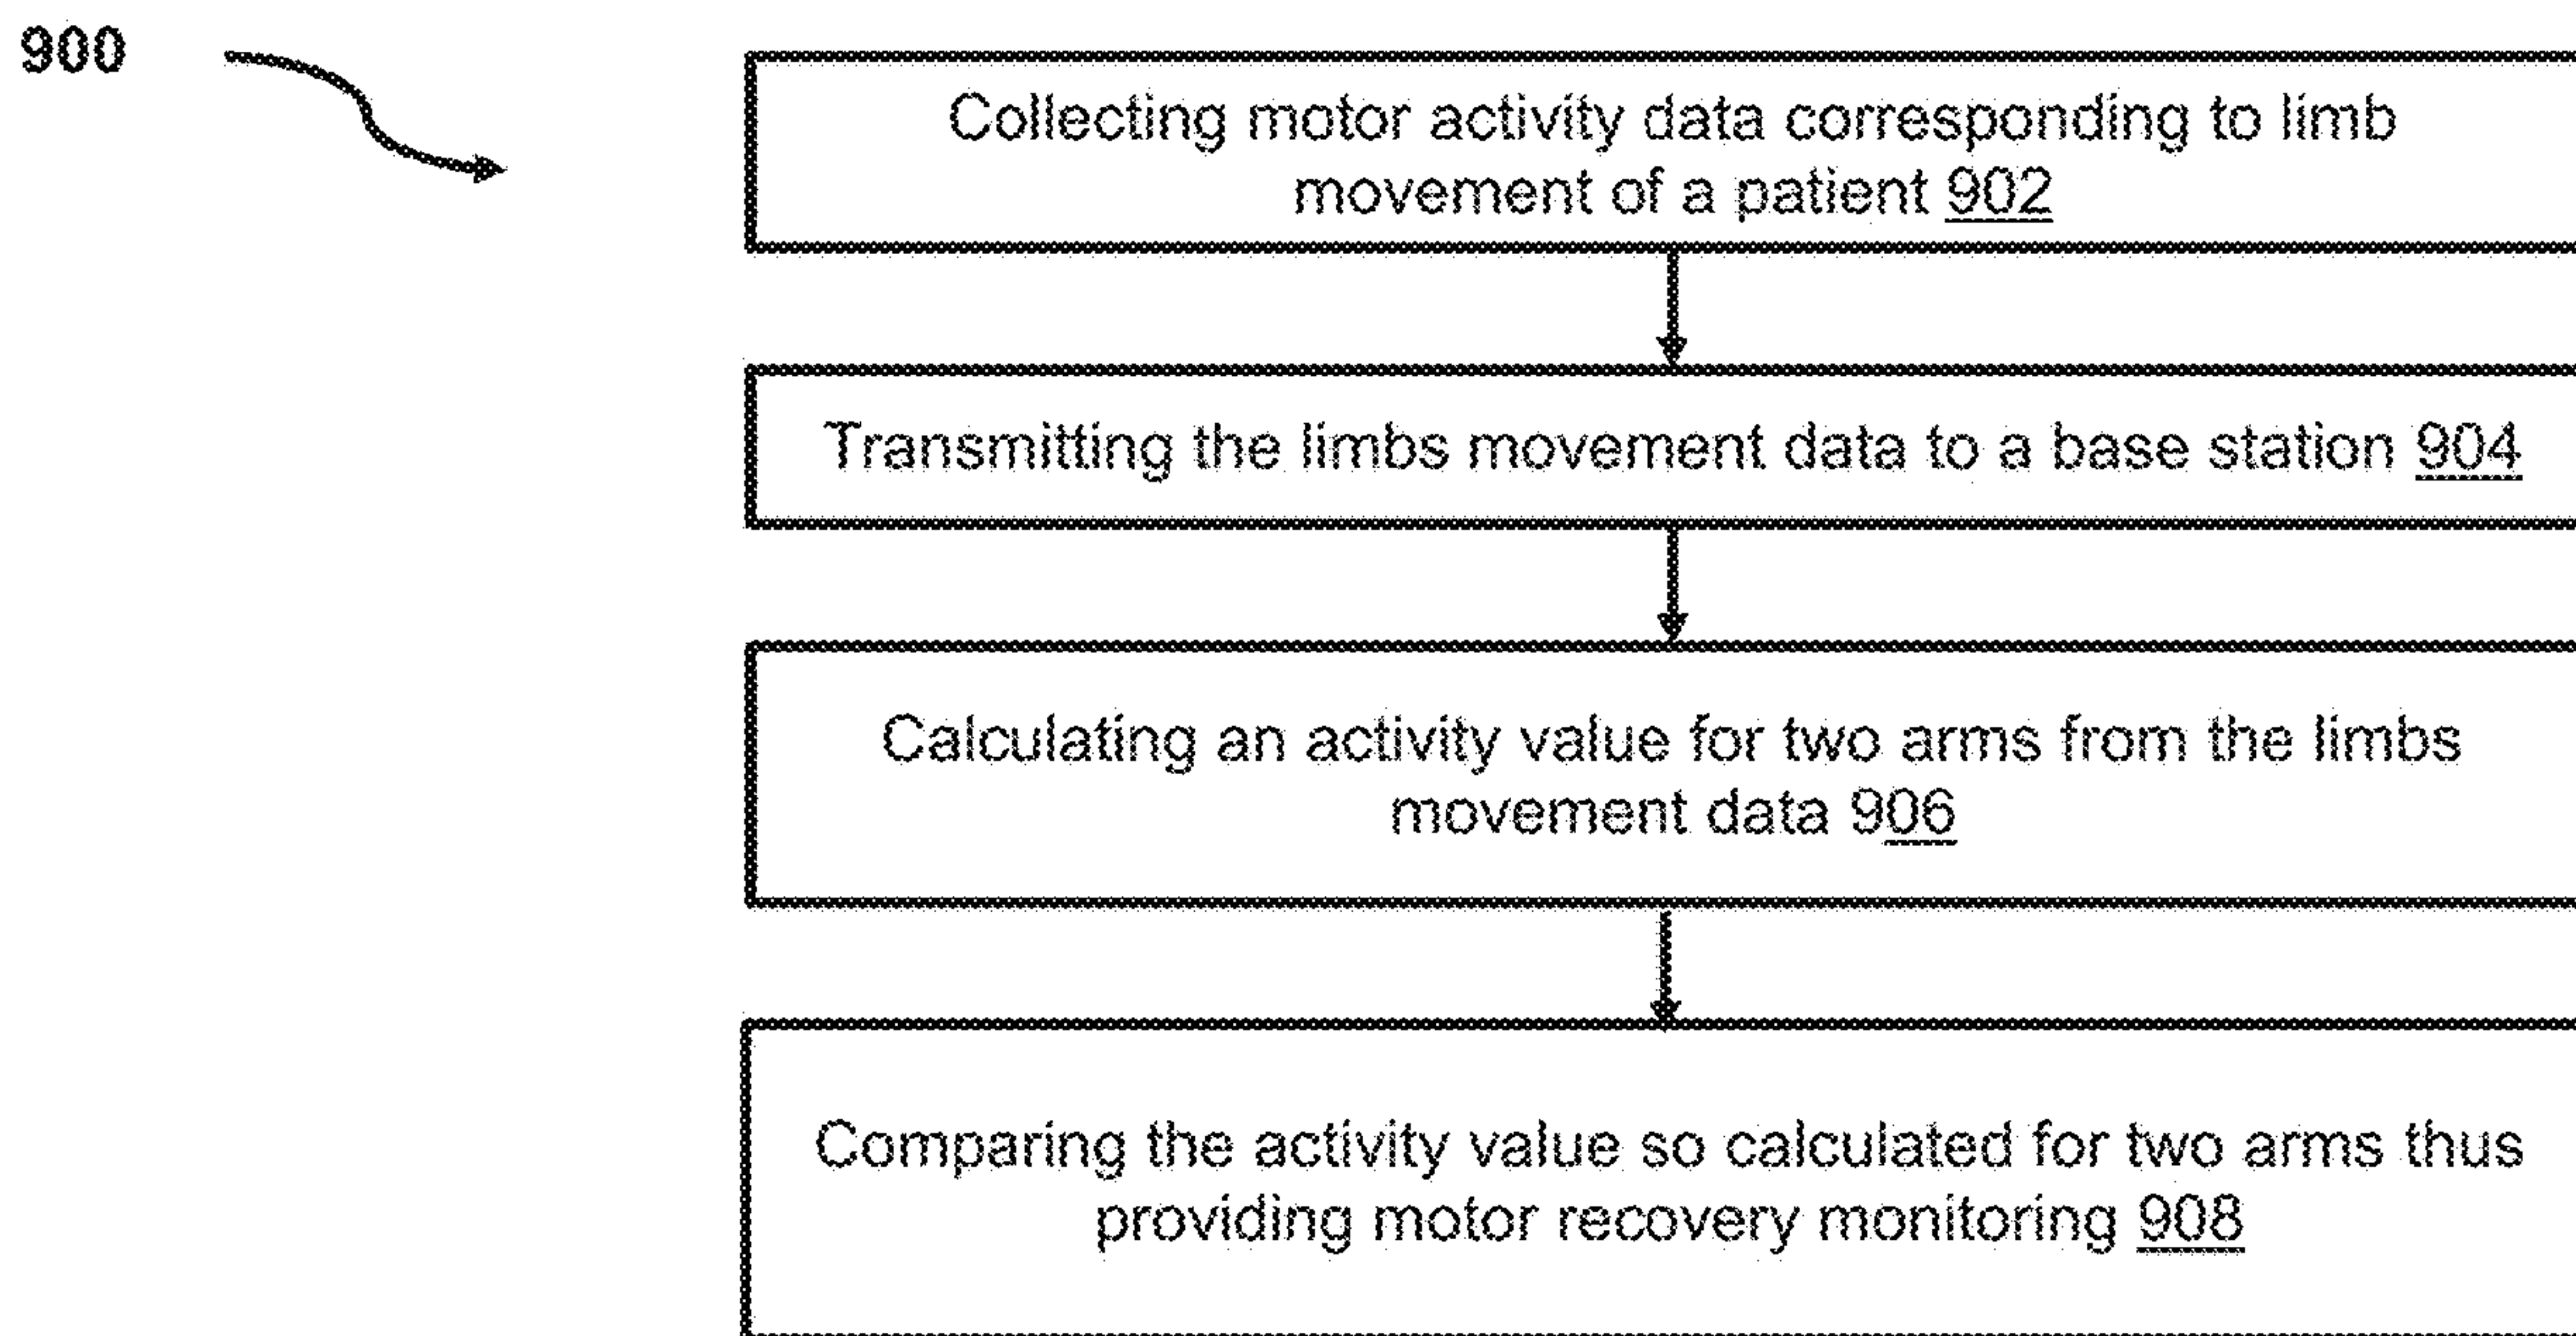 900
Collecting motor activity data corresponding to limb
movement of a patient 902
Transmitting the limbs movement data to a base station 904
Calculating an activity value for two arms from the limbs
movement data 906
Comparing the activity value so calculated for two arms thus
providing motor recovery monitoring 908